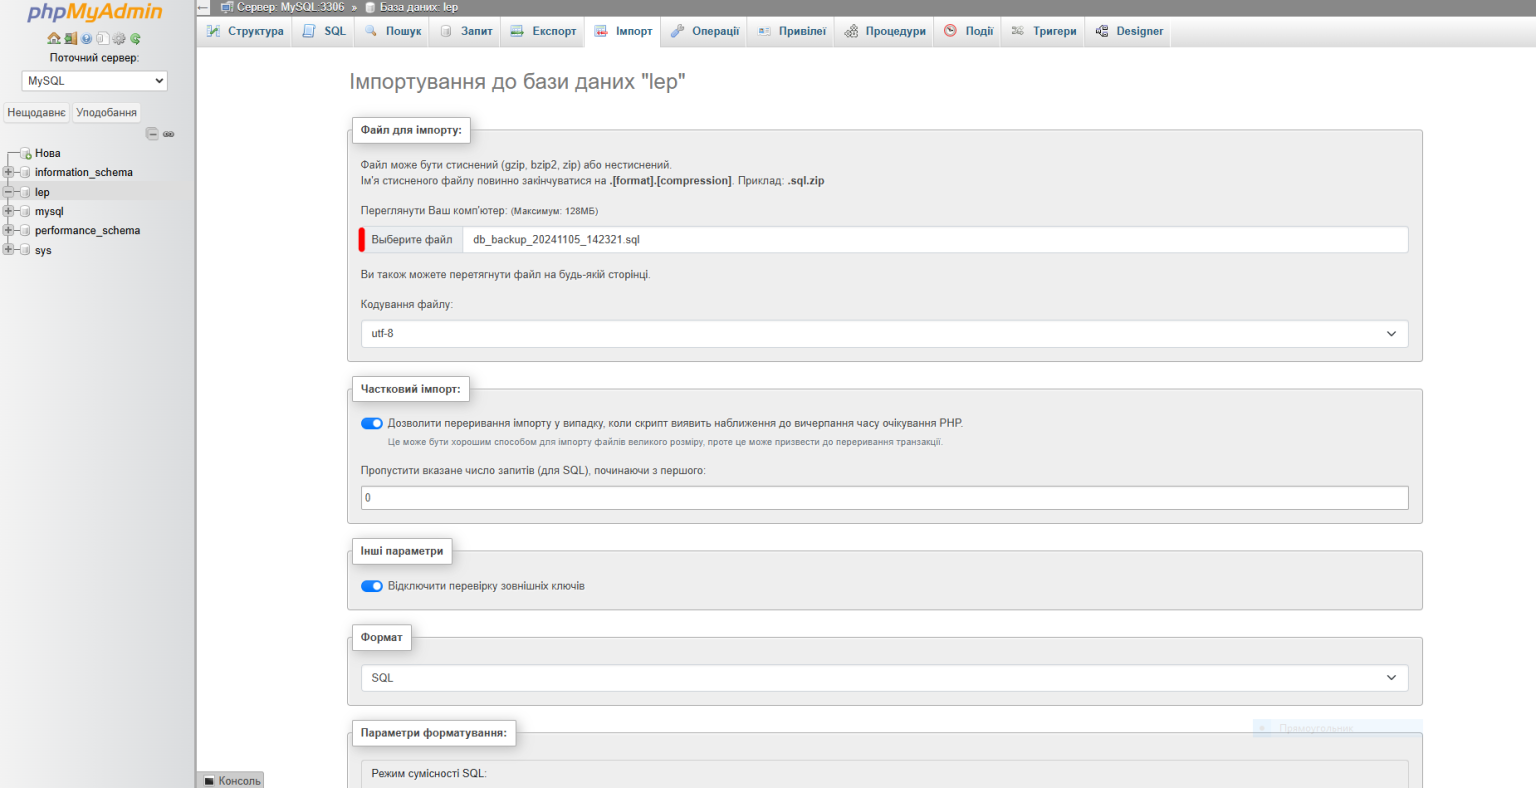 phpMyAdmin
Поточний сервер:
MySQL
Нещодавнє Уподобання
Нова
information_schema
lep
mysql
performance_schema
sys
Сервер: MySQL:3306 » База даних: lep
Структура SQL Пошук Запит Експорт Імпорт Операції Привілеї Процедури Події Тригери Designer
Імпортування до бази даних "lep"
Файл для імпорту:
Файл може бути стиснений (gzip, bzip2, zip) або нестиснений.
Ім'я стисненого файлу повинно закінчуватися на .[format].[compression]. Приклад: .sql.zip
Переглянути Ваш комп'ютер: (Максимум: 128МБ)
Выберите файл db_backup_20241105_142321.sql
Ви також можете перетягнути файл на будь-якій сторінці.
Кодування файлу:
utf-8
Частковий імпорт:
Дозволити переривання імпорту у випадку, коли скрипт виявить наближення до вичерпання часу очікування PHP.
Це може бути хорошим способом для імпорту файлів великого розміру, проте це може призвести до переривання транзакції.
Пропустити вказане число запитів (для SQL), починаючи з першого:
0
Інші параметри
Відключити перевірку зовнішніх ключів
Формат
SQL
Прямоугольник
Параметри форматування:
Режим сумісності SQL:
Консоль